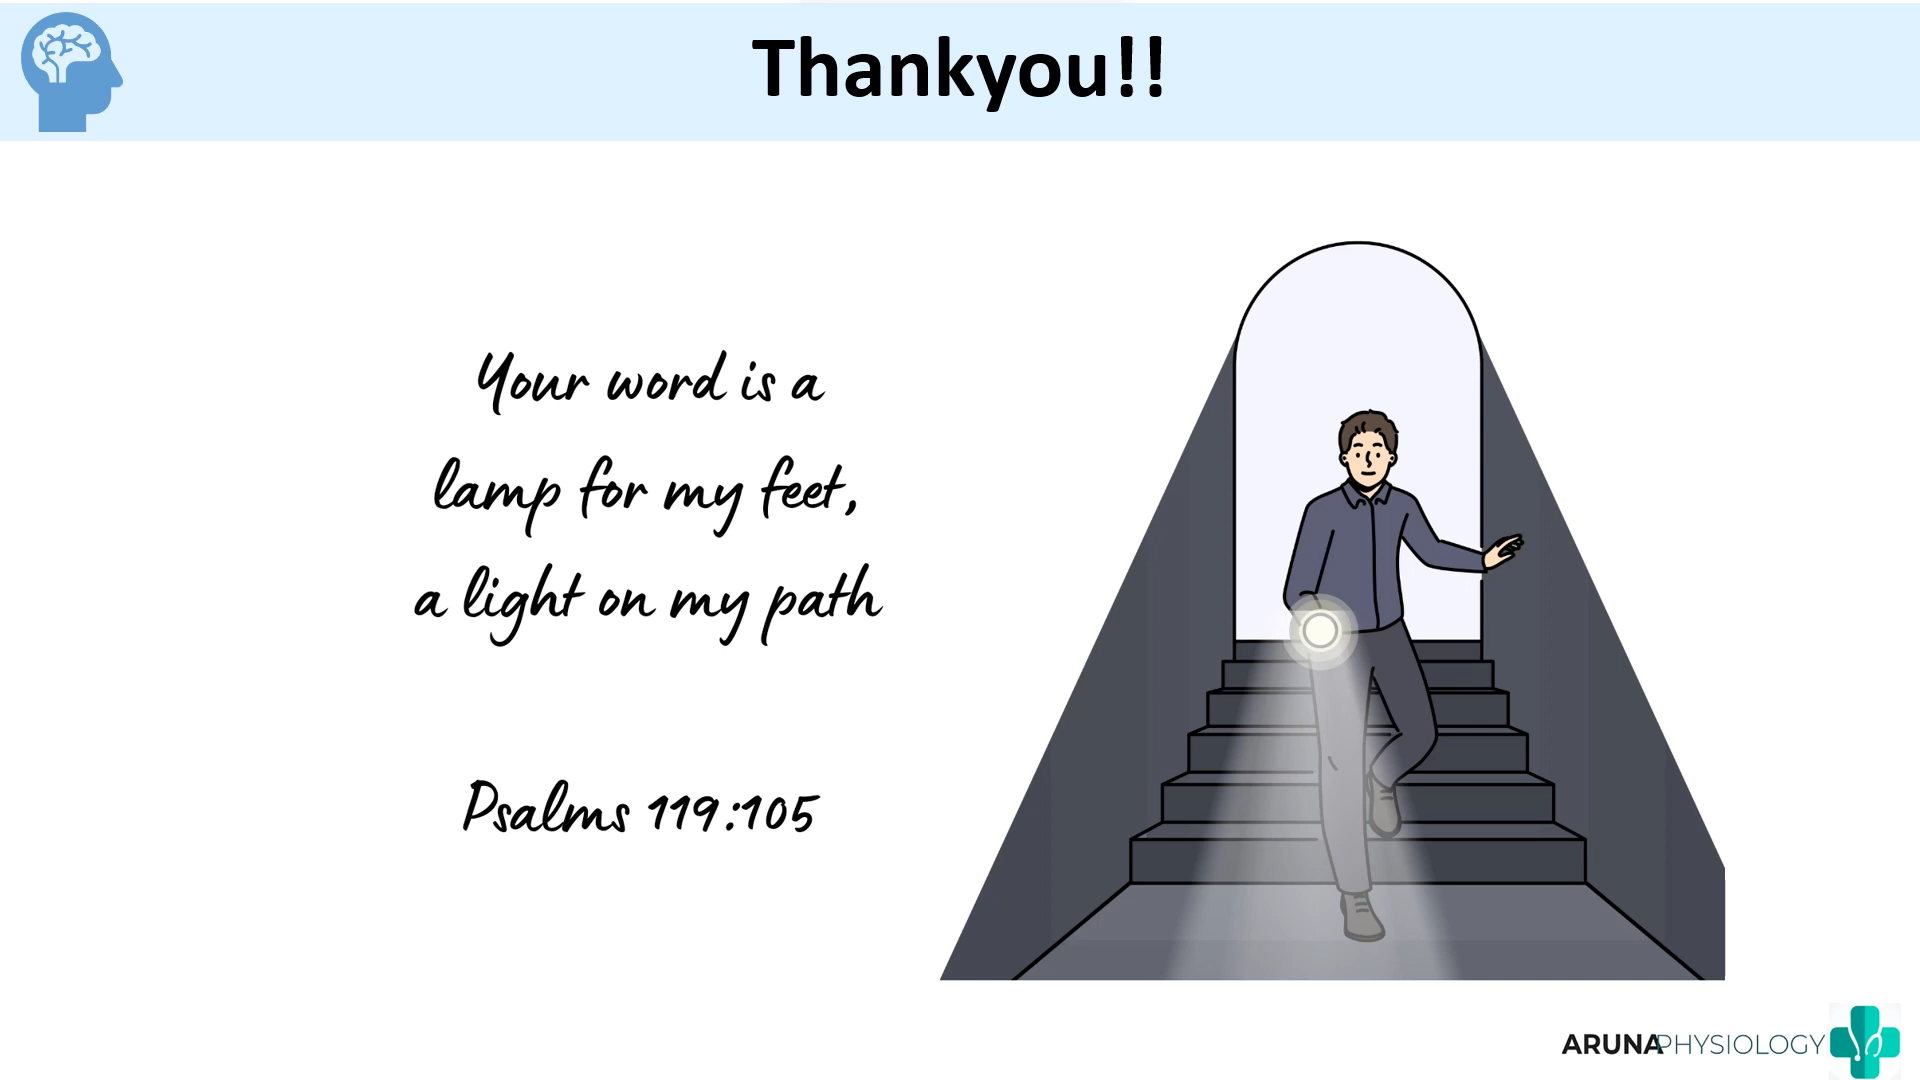 Thankyou!!
Your word is a
lamp for my feet,
a light on my path
Psalms 119:105
ARUNAPHYSIOLOGY